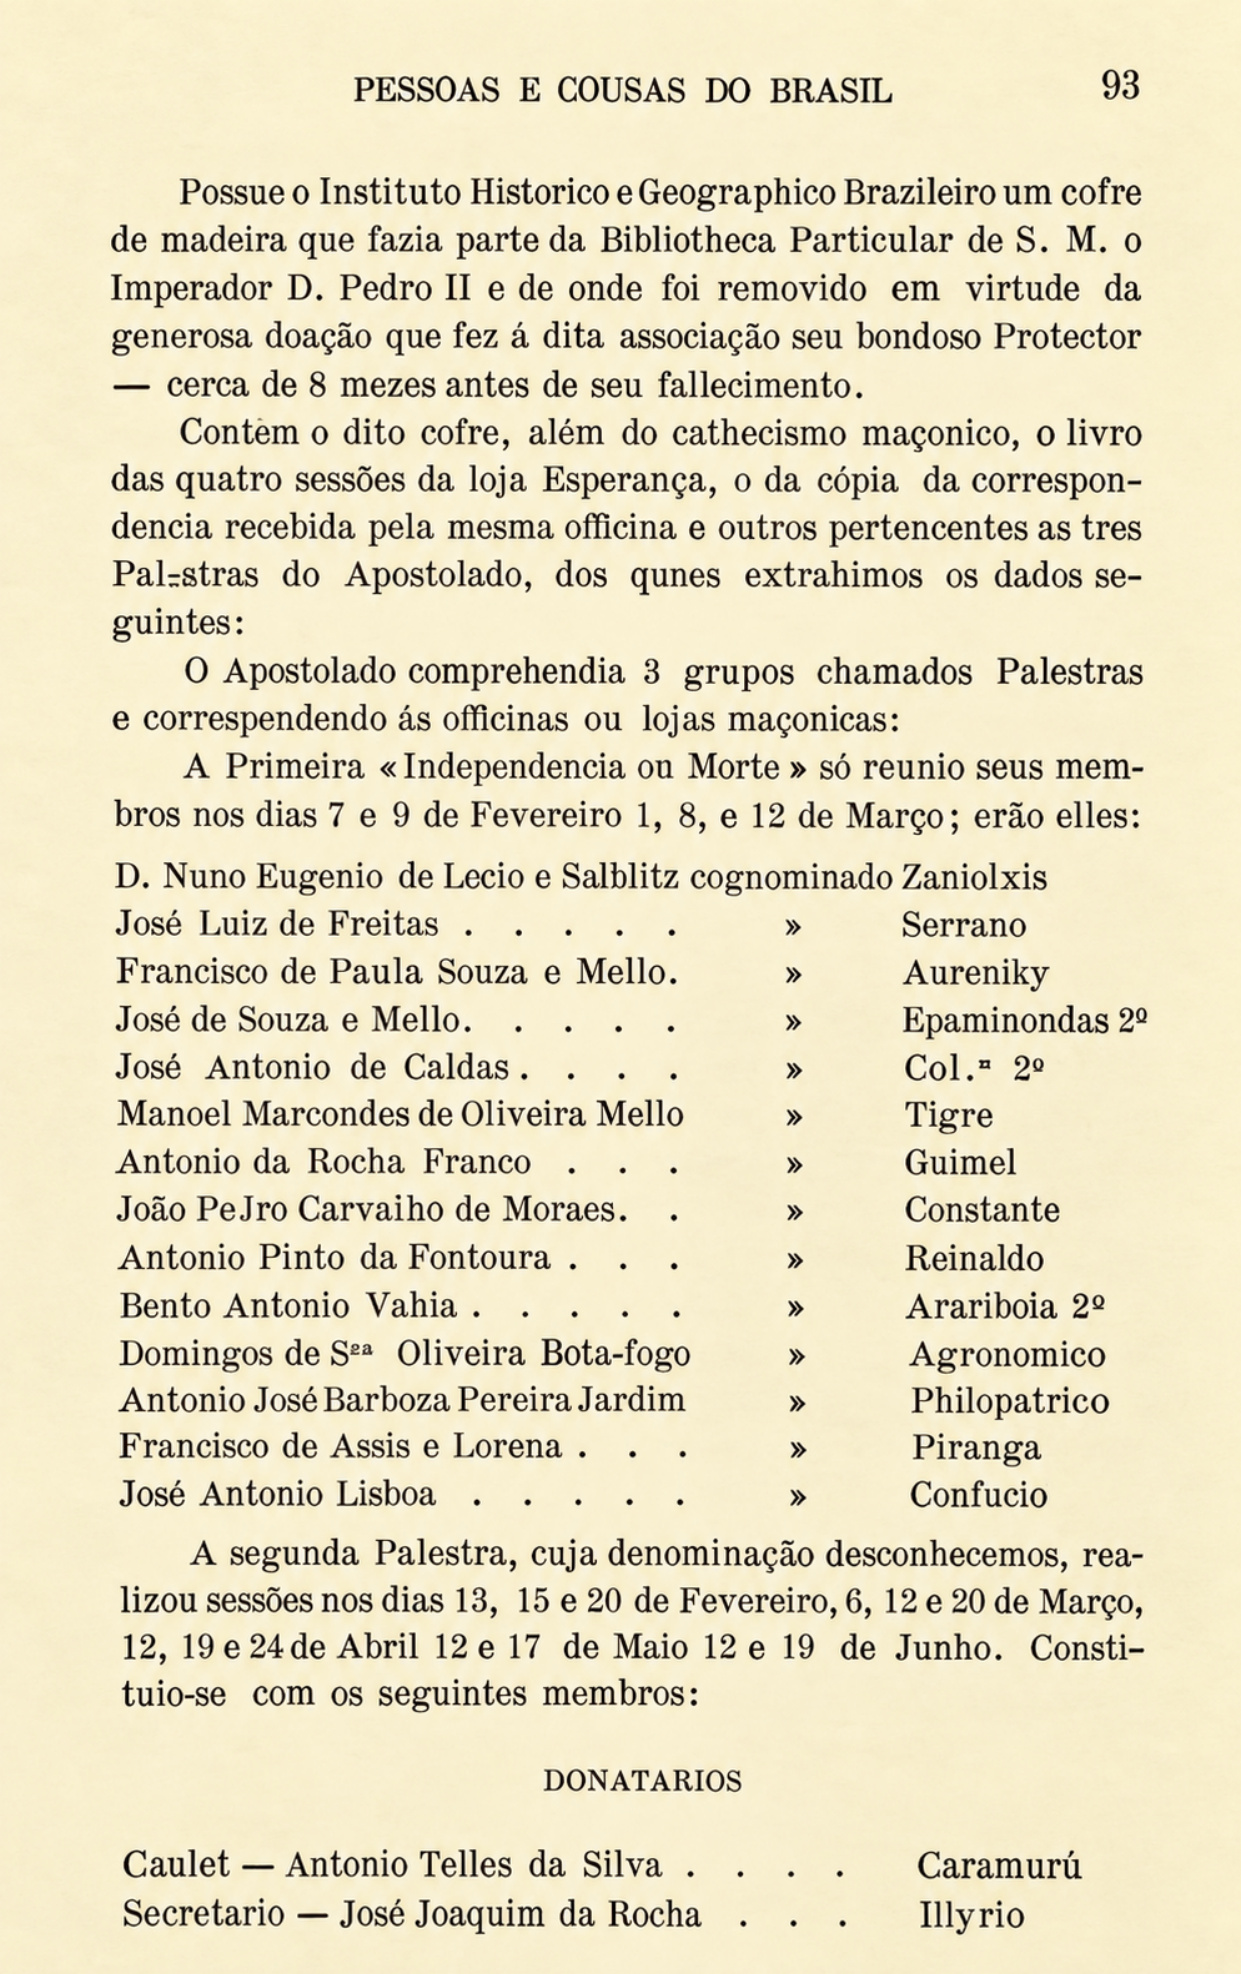 PESSOAS E COUSAS DO BRASIL 93
Possue o Instituto Historico e Geographico Brazileiro um cofre
de madeira que fazia parte da Bibliotheca Particular de S. M. o
Imperador D. Pedro II e de onde foi removido em virtude da
generosa doação que fez á dita associação seu bondoso Protector
— cerca de 8 mezes antes de seu fallecimento.
Contèm o dito cofre, além do cathecismo maçonico, o livro
das quatro sessões da loja Esperança, o da cópia da correspon-
dencia recebida pela mesma officina e outros pertencentes as tres
Palestras do Apostolado, dos qunes extrahimos os dados se-
guintes:
O Apostolado comprehendia 3 grupos chamados Palestras
e correspendendo ás officinas ou lojas maçonicas:
A Primeira «Independencia ou Morte» só reunio seus mem-
bros nos dias 7 e 9 de Fevereiro 1, 8, e 12 de Março; erão elles:
D. Nuno Eugenio de Lecio e Salblitz cognominado Zaniolxis
José Luiz de Freitas . . . . . » Serrano
Francisco de Paula Souza e Mello. » Aureniky
José de Souza e Mello. . . . . » Epaminondas 2º
José Antonio de Caldas . . . . » Col.ⁿ 2º
Manoel Marcondes de Oliveira Mello » Tigre
Antonio da Rocha Franco . . . » Guimel
João PeJro Carvaiho de Moraes. . » Constante
Antonio Pinto da Fontoura . . . » Reinaldo
Bento Antonio Vahia . . . . . » Arariboia 2º
Domingos de Sªª Oliveira Bota-fogo » Agronomico
Antonio José Barboza Pereira Jardim » Philopatrico
Francisco de Assis e Lorena . . . » Piranga
José Antonio Lisboa . . . . . » Confucio
A segunda Palestra, cuja denominação desconhecemos, rea-
lizou sessões nos dias 13, 15 e 20 de Fevereiro, 6, 12 e 20 de Março,
12, 19 e 24 de Abril 12 e 17 de Maio 12 e 19 de Junho. Consti-
tuio-se com os seguintes membros:
DONATARIOS
Caulet — Antonio Telles da Silva . . . . Caramurú
Secretario — José Joaquim da Rocha . . . Illyrio